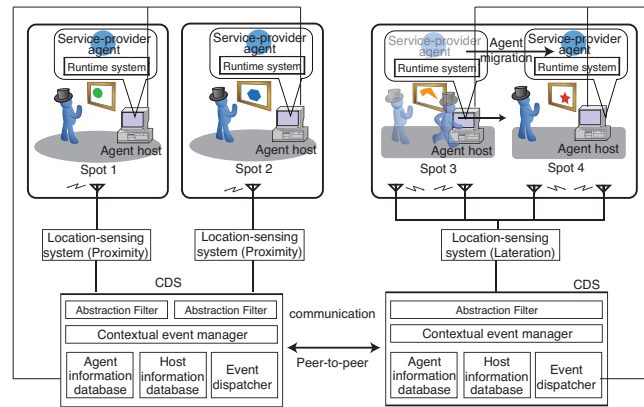 Service-provider
agent
Runtime system
Agent host
Spot 1
Service-provider
agent
Runtime system
Agent host
Spot 2
Service-provider
agent
Runtime system
Agent host
Spot 3
Agent
migration
Service-provider
agent
Runtime system
Agent host
Spot 4
Location-sensing
system (Proximity)
Location-sensing
system (Proximity)
Location-sensing
system (Lateration)
CDS
Abstraction Filter
Abstraction Filter
Contextual event manager
Agent
information
database
Host
information
database
Event
dispatcher
communication
Peer-to-peer
CDS
Abstraction Filter
Contextual event manager
Agent
information
database
Host
information
database
Event
dispatcher